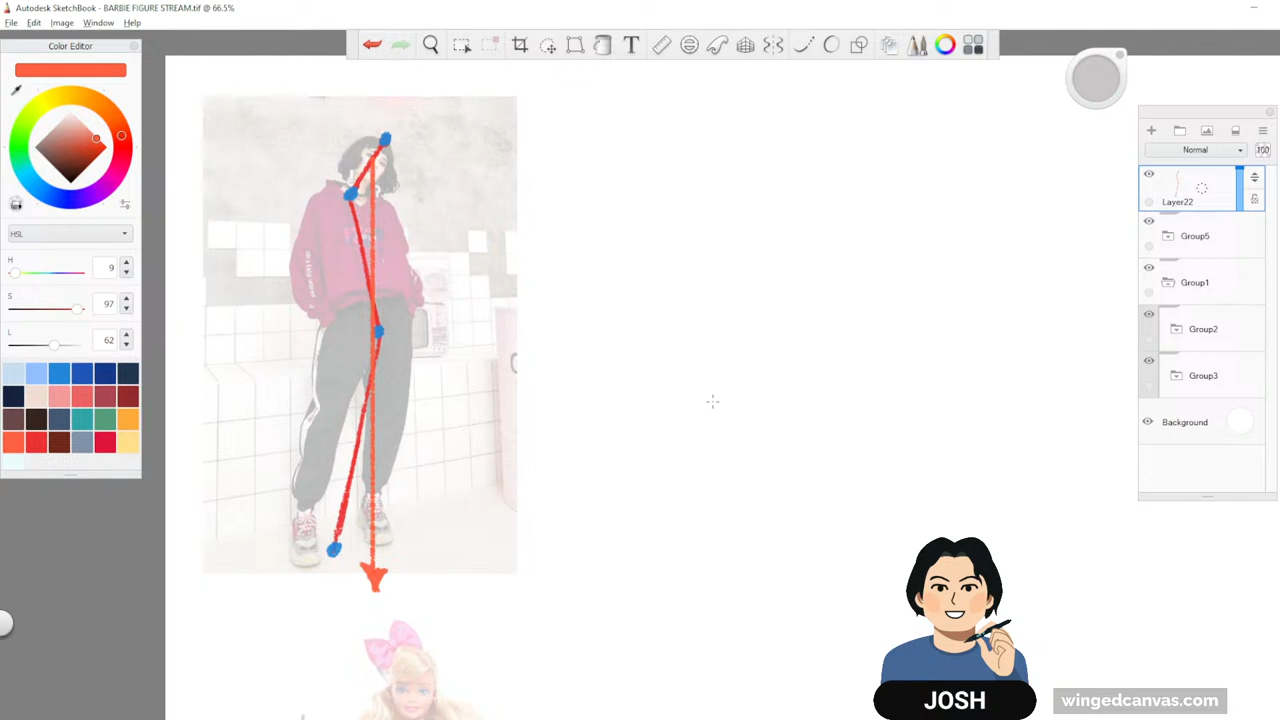 Autodesk SketchBook - BARBIE FIGURE STREAM.tif @ 66.5%
File Edit Image Window Help
Color Editor
HSL
H 9
S 97
L 62
T
Normal 100
Layer22
Group5
Group1
Group2
Group3
Background
JOSH
wingedcanvas.com